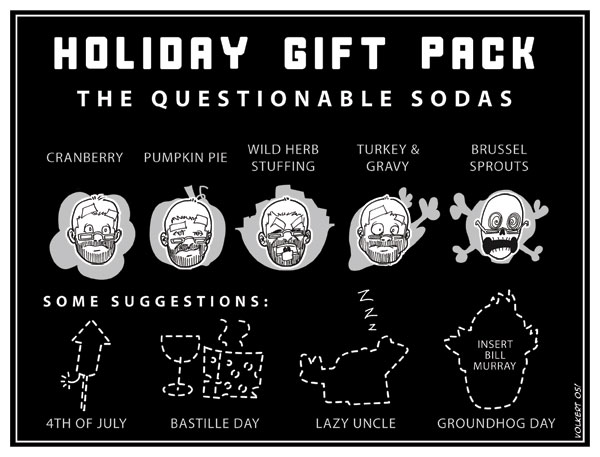 HOLIDAY GIFT PACK
THE QUESTIONABLE SODAS
CRANBERRY
PUMPKIN PIE
WILD HERB
STUFFING
TURKEY &
GRAVY
BRUSSEL
SPROUTS
SOME SUGGESTIONS:
Z
Z
Z
INSERT
BILL
MURRAY
4TH OF JULY
BASTILLE DAY
LAZY UNCLE
GROUNDHOG DAY
VOLKERT 05!